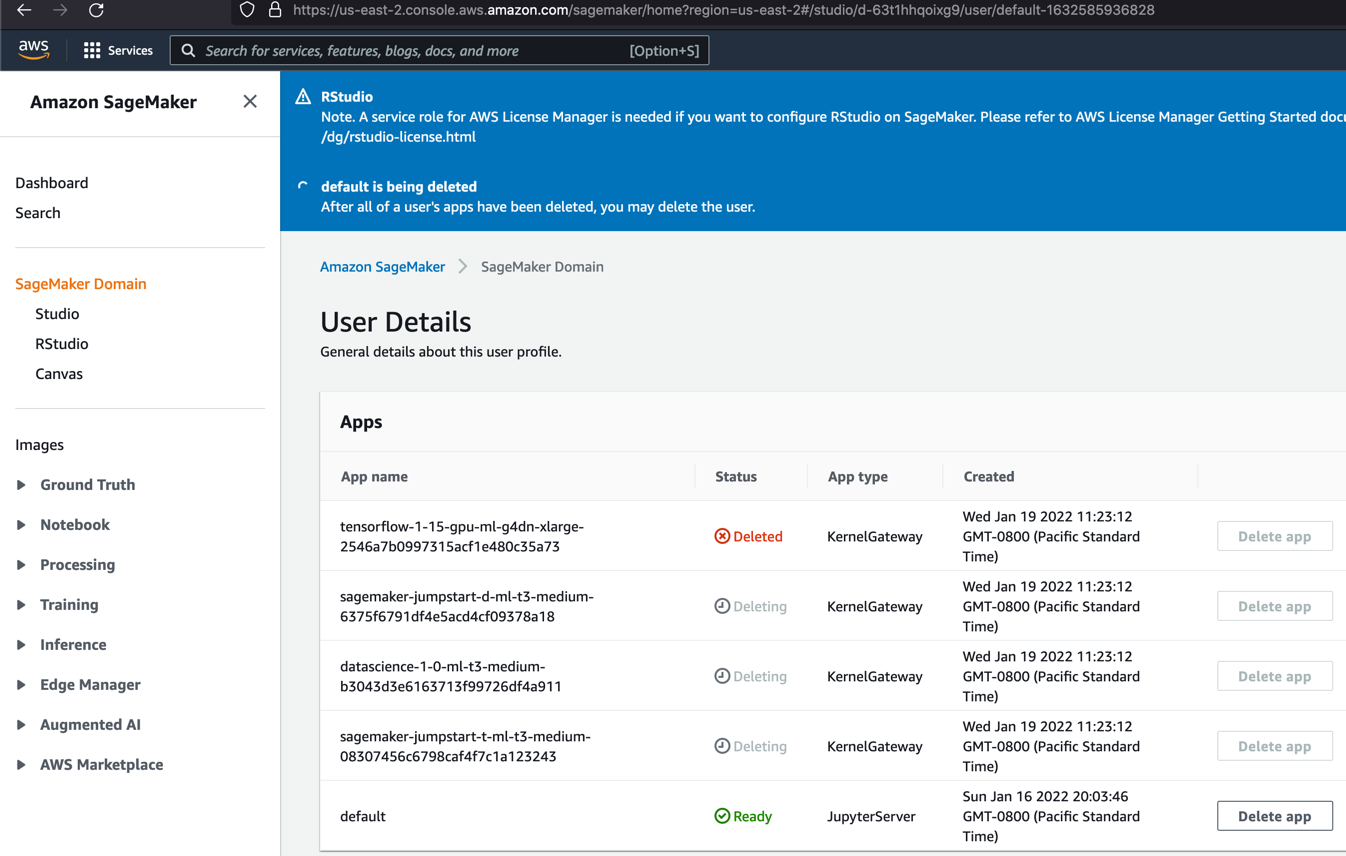 https://us-east-2.console.aws.amazon.com/sagemaker/home?region=us-east-2#/studio/d-63t1hhqoixg9/user/default-1632585936828
aws
Services
Search for services, features, blogs, docs, and more
[Option+S]
Amazon SageMaker
Dashboard
Search
SageMaker Domain
Studio
RStudio
Canvas
Images
Ground Truth
Notebook
Processing
Training
Inference
Edge Manager
Augmented AI
AWS Marketplace
RStudio
Note. A service role for AWS License Manager is needed if you want to configure RStudio on SageMaker. Please refer to AWS License Manager Getting Started docu
/dg/rstudio-license.html
default is being deleted
After all of a user's apps have been deleted, you may delete the user.
Amazon SageMaker
SageMaker Domain
User Details
General details about this user profile.
Apps
App name Status App type Created
tensorflow-1-15-gpu-ml-g4dn-xlarge-
2546a7b0997315acf1e480c35a73
Deleted
KernelGateway
Wed Jan 19 2022 11:23:12
GMT-0800 (Pacific Standard
Time)
Delete app
sagemaker-jumpstart-d-ml-t3-medium-
6375f6791df4e5acd4cf09378a18
Deleting
KernelGateway
Wed Jan 19 2022 11:23:12
GMT-0800 (Pacific Standard
Time)
Delete app
datascience-1-0-ml-t3-medium-
b3043d3e6163713f99726df4a911
Deleting
KernelGateway
Wed Jan 19 2022 11:23:12
GMT-0800 (Pacific Standard
Time)
Delete app
sagemaker-jumpstart-t-ml-t3-medium-
08307456c6798caf4f7c1a123243
Deleting
KernelGateway
Wed Jan 19 2022 11:23:12
GMT-0800 (Pacific Standard
Time)
Delete app
default
Ready
JupyterServer
Sun Jan 16 2022 20:03:46
GMT-0800 (Pacific Standard
Time)
Delete app